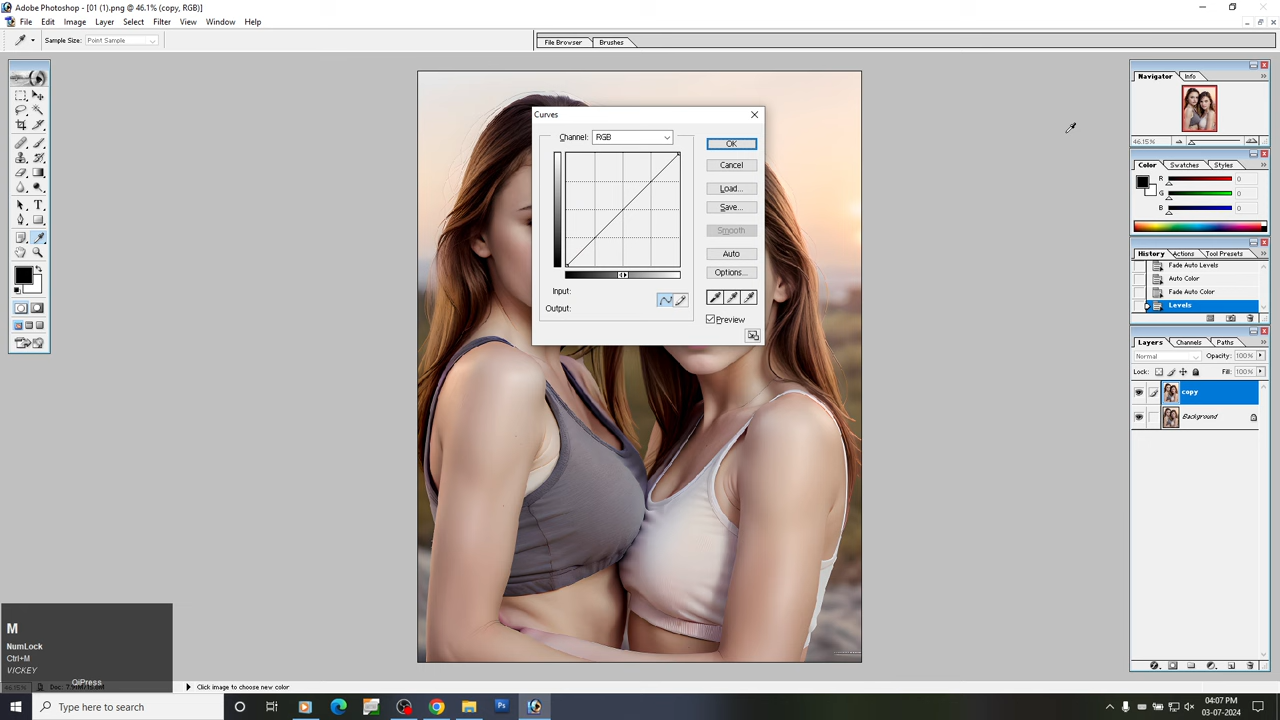 Adobe Photoshop - [01 (1).png @ 46.1% (copy, RGB)]
File Edit Image Layer Select Filter View Window Help
Sample Size: Point Sample
File Browser Brushes
Navigator Info
46.15%
Color Swatches Styles
R 0
G 0
B 0
History Actions Tool Presets
Fade Auto Levels
Auto Color
Fade Auto Color
Levels
Layers Channels Paths
Normal Opacity: 100%
Lock: Fill: 100%
copy
Background
Curves
Channel: RGB
OK
Cancel
Load...
Save...
Smooth
Auto
Options...
Input:
Output:
Preview
M
NumLock
Ctrl+M
VICKEY
QiPress
Click image to choose new color
Type here to search
04:07 PM
03-07-2024